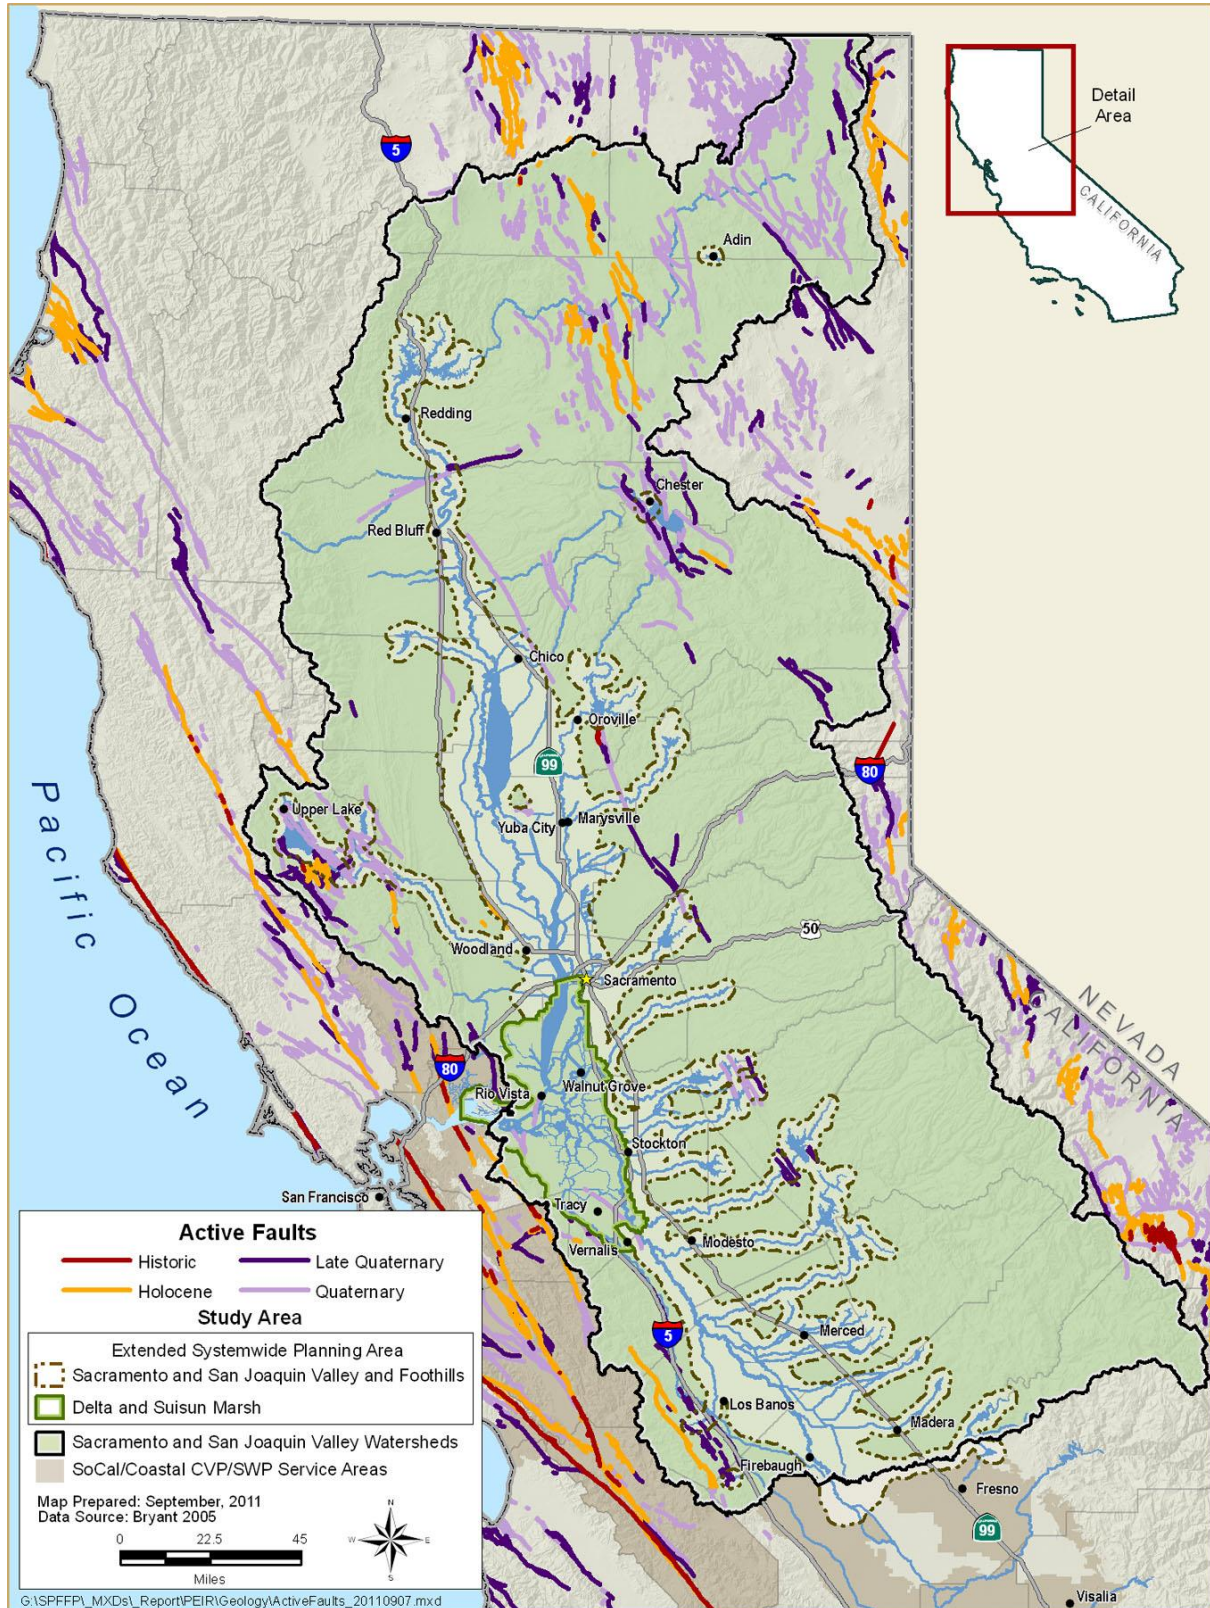 Detail
Area
CALIFORNIA
5
Adin
Redding
Chester
Red Bluff
Chico
Oroville
99
80
Upper Lake
Yuba City
Marysville
Pacific Ocean
Woodland
50
Sacramento
NEVADA
CALIFORNIA
80
Rio Vista
Walnut Grove
Stockton
San Francisco
Tracy
Vernalis
Modesto
5
Merced
Los Banos
Madera
Firebaugh
Fresno
99
Visalia
Active Faults
Historic
Late Quaternary
Holocene
Quaternary
Study Area
Extended Systemwide Planning Area
Sacramento and San Joaquin Valley and Foothills
Delta and Suisun Marsh
Sacramento and San Joaquin Valley Watersheds
SoCal/Coastal CVP/SWP Service Areas
Map Prepared: September, 2011
Data Source: Bryant 2005
N
W E
S
0 22.5 45
Miles
G:\SPFFP\_MXDs\_Report\PEIR\Geology\ActiveFaults_20110907.mxd